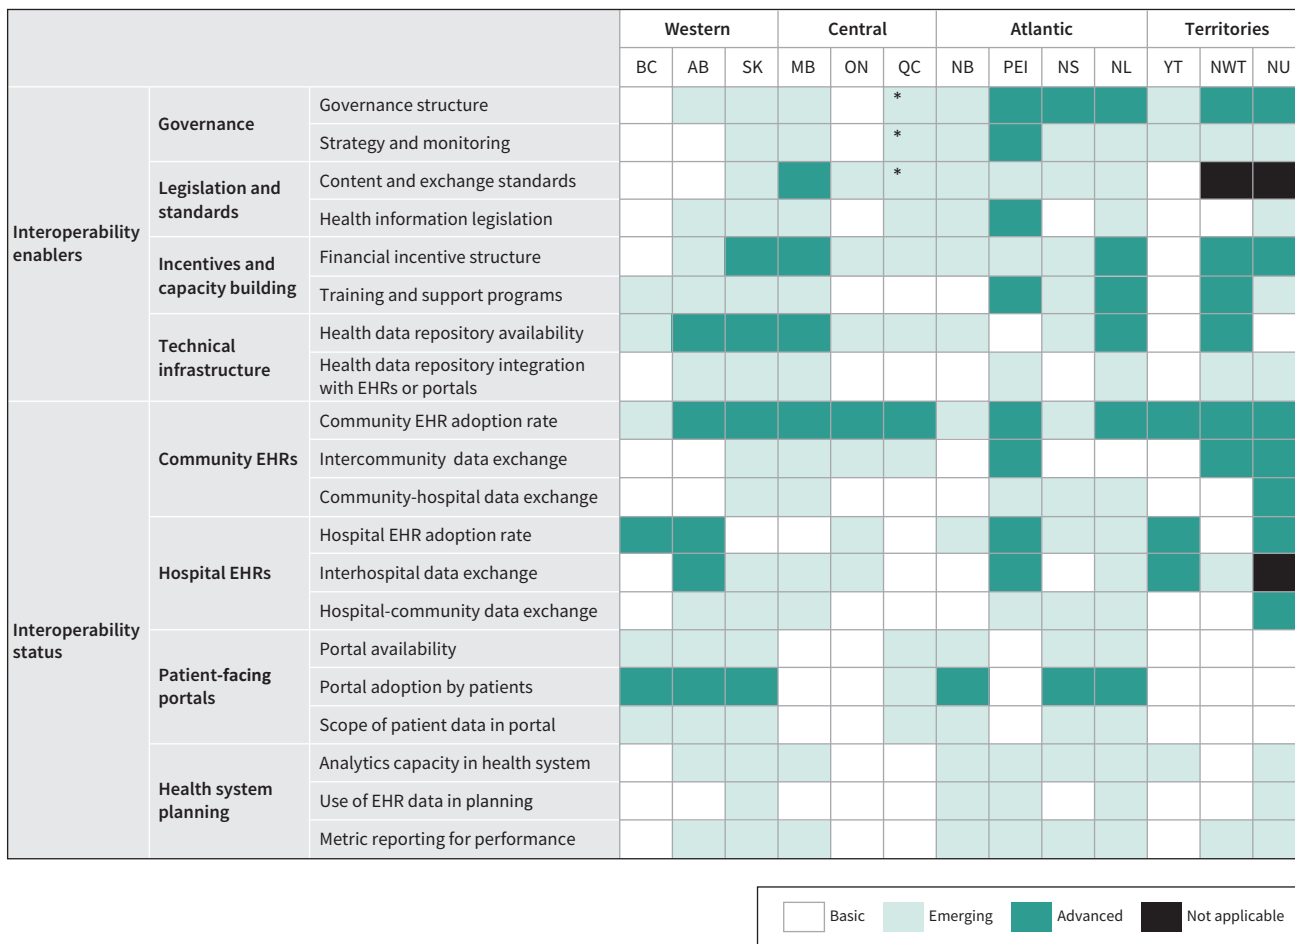 Western Central Atlantic Territories
BC AB SK MB ON QC NB PEI NS NL YT NWT NU
Interoperability
enablers
Governance
Governance structure *
Strategy and monitoring *
Legislation and
standards
Content and exchange standards *
Health information legislation
Incentives and
capacity building
Financial incentive structure
Training and support programs
Technical
infrastructure
Health data repository availability
Health data repository integration
with EHRs or portals
Interoperability
status
Community EHRs
Community EHR adoption rate
Intercommunity data exchange
Community-hospital data exchange
Hospital EHRs
Hospital EHR adoption rate
Interhospital data exchange
Hospital-community data exchange
Patient-facing
portals
Portal availability
Portal adoption by patients
Scope of patient data in portal
Health system
planning
Analytics capacity in health system
Use of EHR data in planning
Metric reporting for performance
Basic Emerging Advanced Not applicable